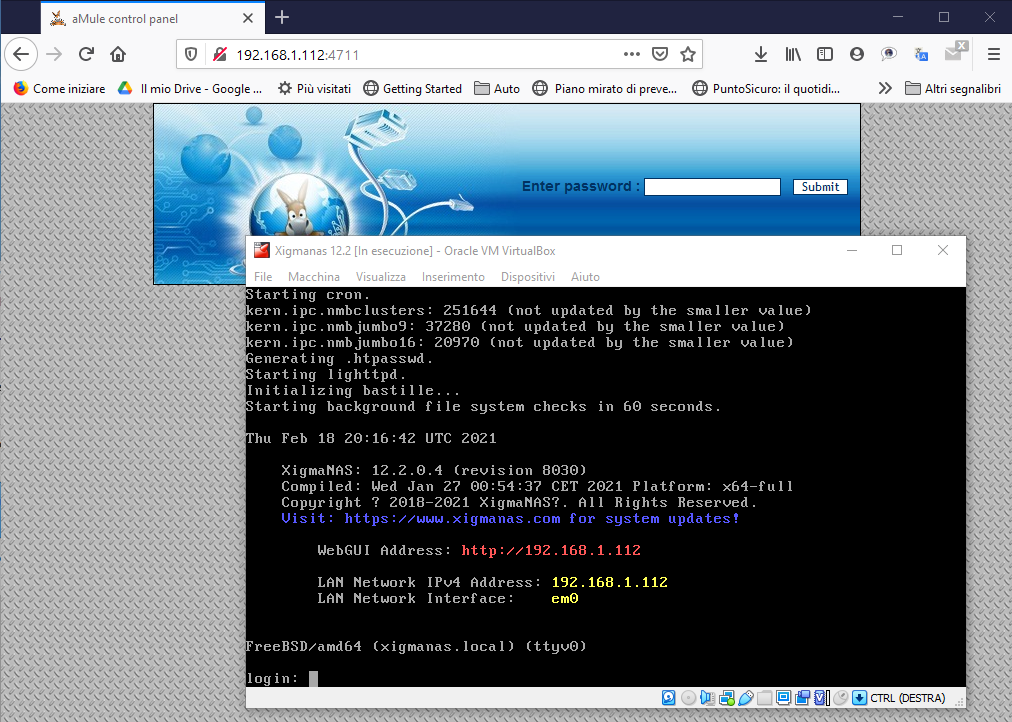 aMule control panel
192.168.1.112:4711
Come iniziare
Il mio Drive - Google ...
Più visitati
Getting Started
Auto
Piano mirato di preve...
PuntoSicuro: il quotidi...
Altri segnalibri
Enter password :
Submit
Xigmanas 12.2 [In esecuzione] - Oracle VM VirtualBox
File Macchina Visualizza Inserimento Dispositivi Aiuto
Starting cron.
kern.ipc.nmbclusters: 251644 (not updated by the smaller value)
kern.ipc.nmbjumbo9: 37280 (not updated by the smaller value)
kern.ipc.nmbjumbo16: 20970 (not updated by the smaller value)
Generating .htpasswd.
Starting lighttpd.
Initializing bastille...
Starting background file system checks in 60 seconds.
Thu Feb 18 20:16:42 UTC 2021
XigmaNAS: 12.2.0.4 (revision 8030)
Compiled: Wed Jan 27 00:54:37 CET 2021 Platform: x64-full
Copyright ? 2018-2021 XigmaNAS?. All Rights Reserved.
Visit: https://www.xigmanas.com for system updates!
WebGUI Address: http://192.168.1.112
LAN Network IPv4 Address: 192.168.1.112
LAN Network Interface: em0
FreeBSD/amd64 (xigmanas.local) (ttyv0)
login:
CTRL (DESTRA)